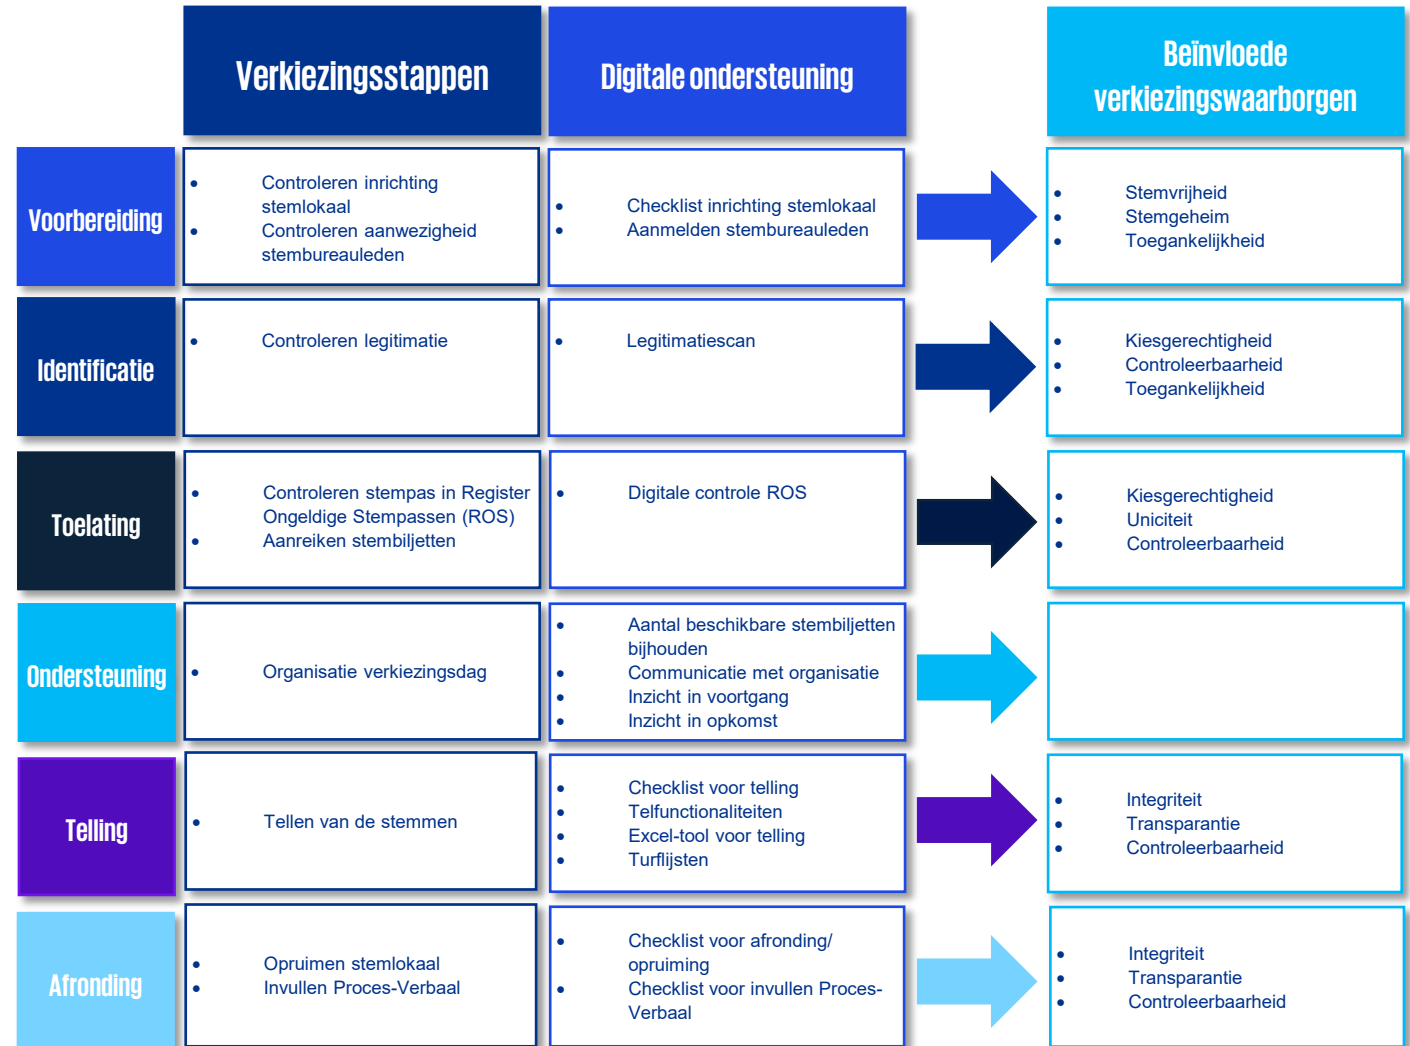 Verkiezingsstappen
Digitale ondersteuning
Beïnvloede
verkiezingswaarborgen
Voorbereiding
• Controleren inrichting
stemlokaal
• Controleren aanwezigheid
stembureauleden
• Checklist inrichting stemlokaal
• Aanmelden stembureauleden
• Stemvrijheid
• Stemgeheim
• Toegankelijkheid
Identificatie
• Controleren legitimatie
• Legitimatiescan
• Kiesgerechtigheid
• Controleerbaarheid
• Toegankelijkheid
Toelating
• Controleren stempas in Register
Ongeldige Stempassen (ROS)
• Aanreiken stembiljetten
• Digitale controle ROS
• Kiesgerechtigheid
• Uniciteit
• Controleerbaarheid
Ondersteuning
• Organisatie verkiezingsdag
• Aantal beschikbare stembiljetten
bijhouden
• Communicatie met organisatie
• Inzicht in voortgang
• Inzicht in opkomst
Telling
• Tellen van de stemmen
• Checklist voor telling
• Telfunctionaliteiten
• Excel-tool voor telling
• Turflijsten
• Integriteit
• Transparantie
• Controleerbaarheid
Afronding
• Opruimen stemlokaal
• Invullen Proces-Verbaal
• Checklist voor afronding/
opruiming
• Checklist voor invullen Proces-
Verbaal
• Integriteit
• Transparantie
• Controleerbaarheid